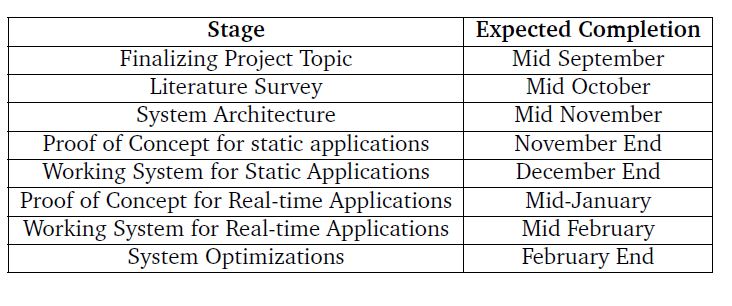 Stage Expected Completion
Finalizing Project Topic Mid September
Literature Survey Mid October
System Architecture Mid November
Proof of Concept for static applications November End
Working System for Static Applications December End
Proof of Concept for Real-time Applications Mid-January
Working System for Real-time Applications Mid February
System Optimizations February End